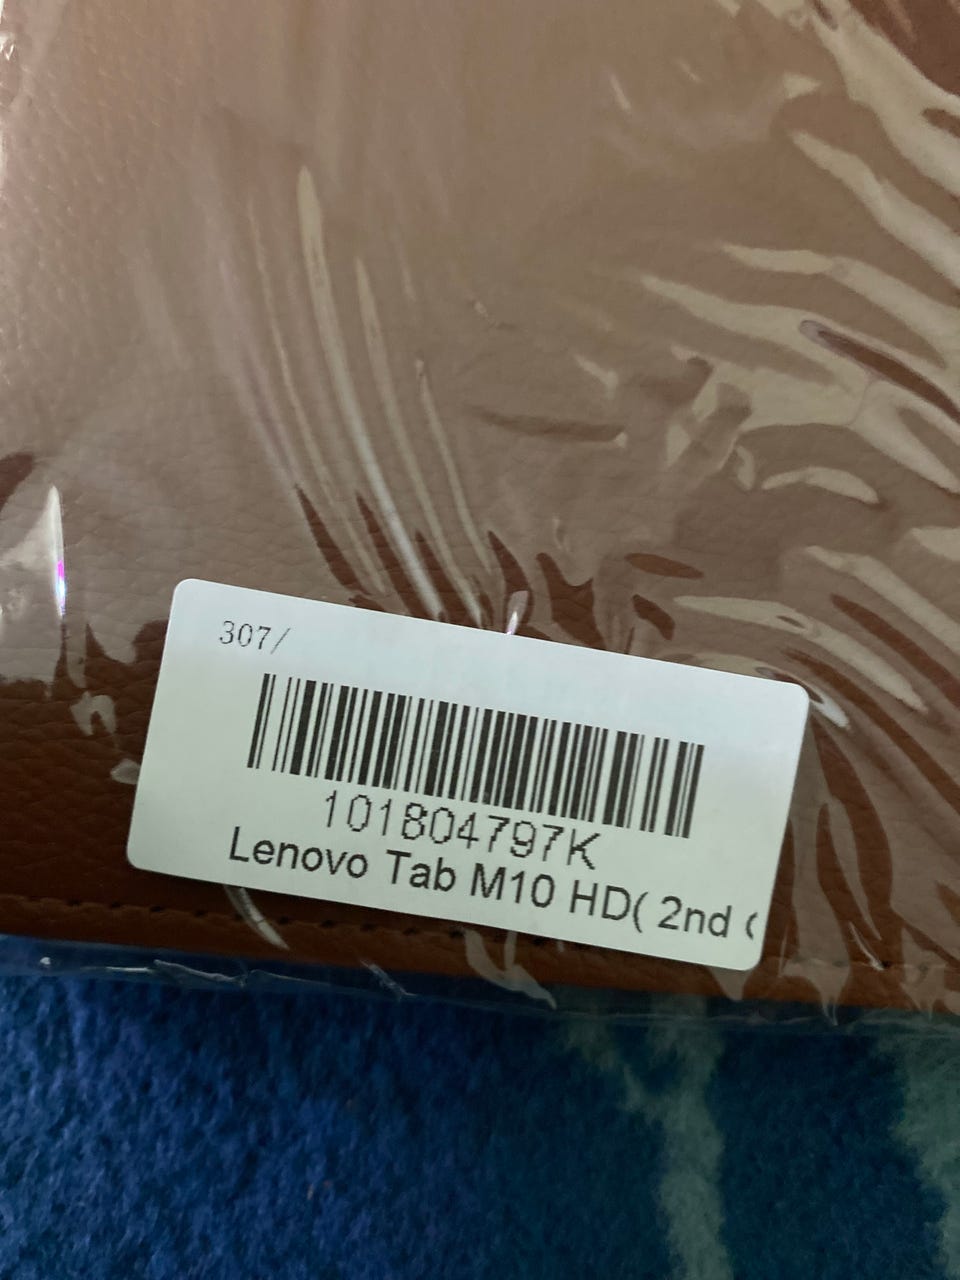 307/
101804797K
Lenovo Tab M10 HD( 2nd